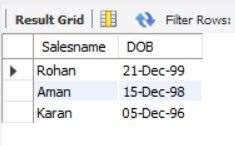 Result Grid Filter Rows:
Salesname DOB
Rohan 21-Dec-99
Aman 15-Dec-98
Karan 05-Dec-96